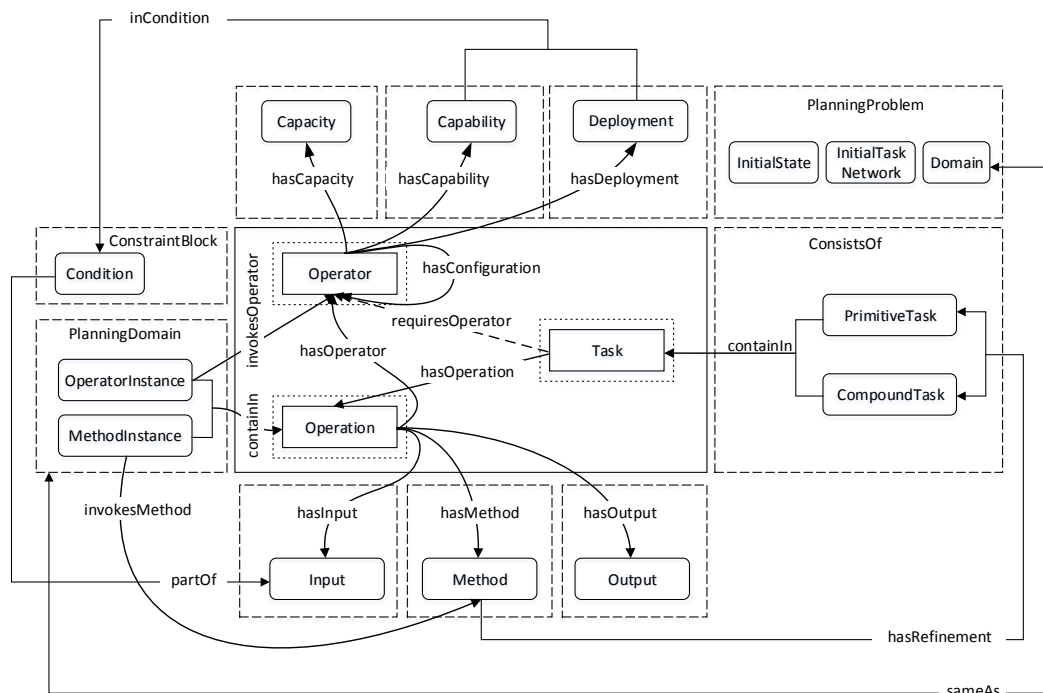 inCondition
PlanningProblem
Capacity
Capability
Deployment
InitialState
InitialTask
Network
Domain
hasCapacity
hasCapability
hasDeployment
ConstraintBlock
Condition
ConsistsOf
Operator
hasConfiguration
invokesOperator
PrimitiveTask
requiresOperator
PlanningDomain
hasOperator
Task
containIn
OperatorInstance
hasOperation
CompoundTask
containIn
Operation
MethodInstance
invokesMethod
hasInput
hasMethod
hasOutput
partOf
Input
Method
Output
hasRefinement
sameAs